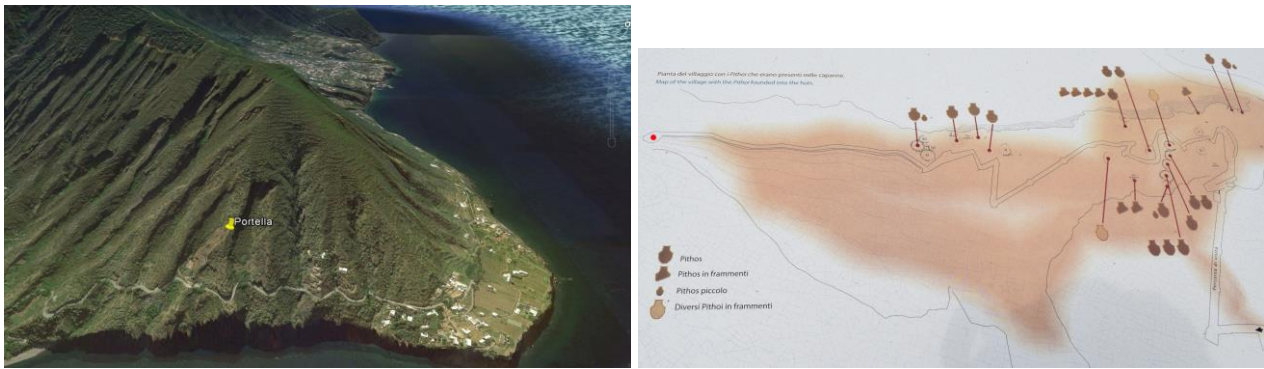 Portella
Pianta del villaggio con i Pithoi che erano presenti nelle capanne;
Map of the village with the Pithoi founded into the huts.
Pithos
Pithos in frammenti
Pithos piccolo
Diversi Pithoi in frammenti